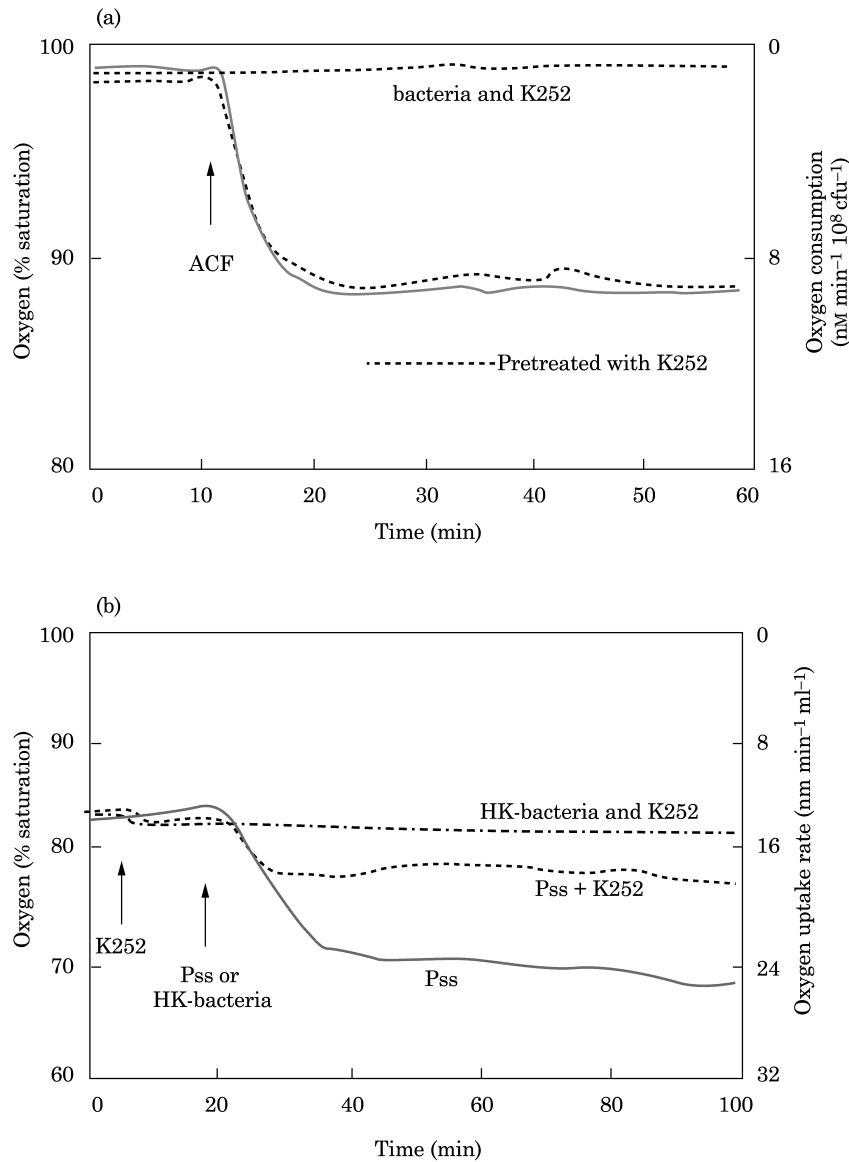 (a)
100
90
80
Oxygen (% saturation)
0
8
16
Oxygen consumption
(nM min⁻¹ 10⁸ cfu⁻¹)
bacteria and K252
ACF
Pretreated with K252
0 10 20 30 40 50 60
Time (min)
(b)
100
90
80
70
60
Oxygen (% saturation)
0
8
16
24
32
Oxygen uptake rate (nm min⁻¹ ml⁻¹)
HK-bacteria and K252
Pss + K252
K252
Pss or
HK-bacteria
Pss
0 20 40 60 80 100
Time (min)